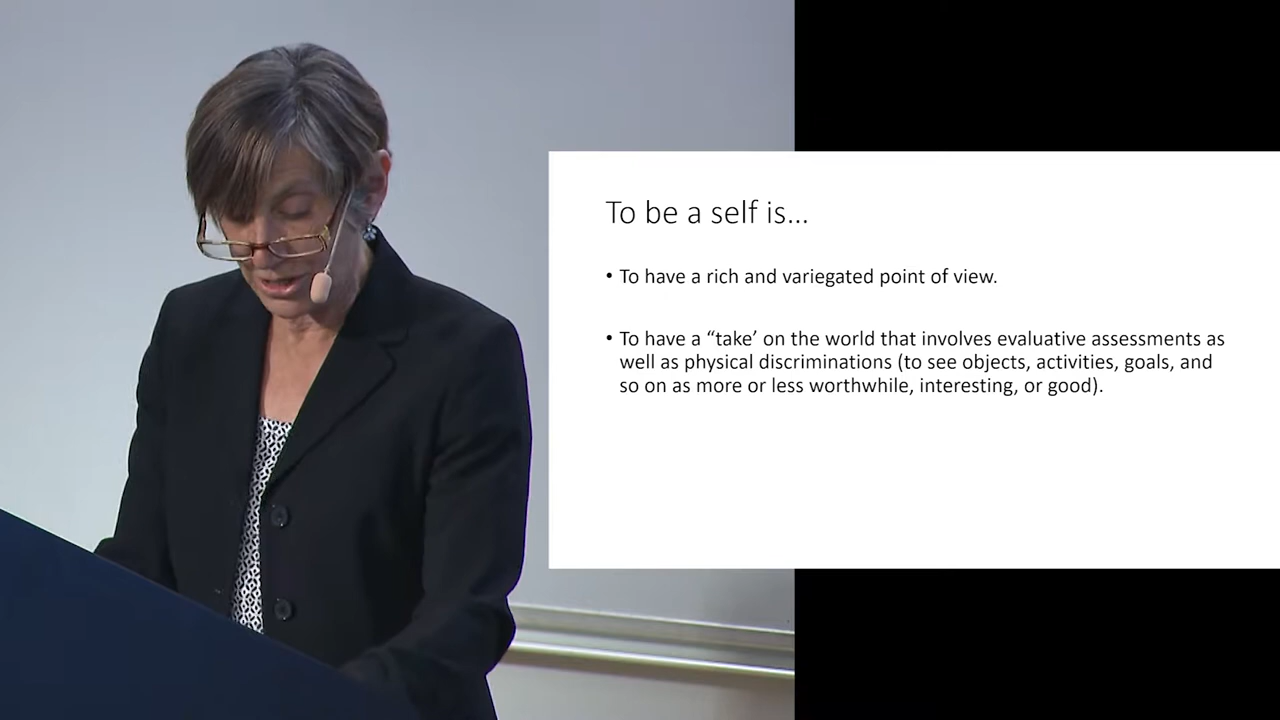 To be a self is...
• To have a rich and variegated point of view.
• To have a “take’ on the world that involves evaluative assessments as
well as physical discriminations (to see objects, activities, goals, and
so on as more or less worthwhile, interesting, or good).